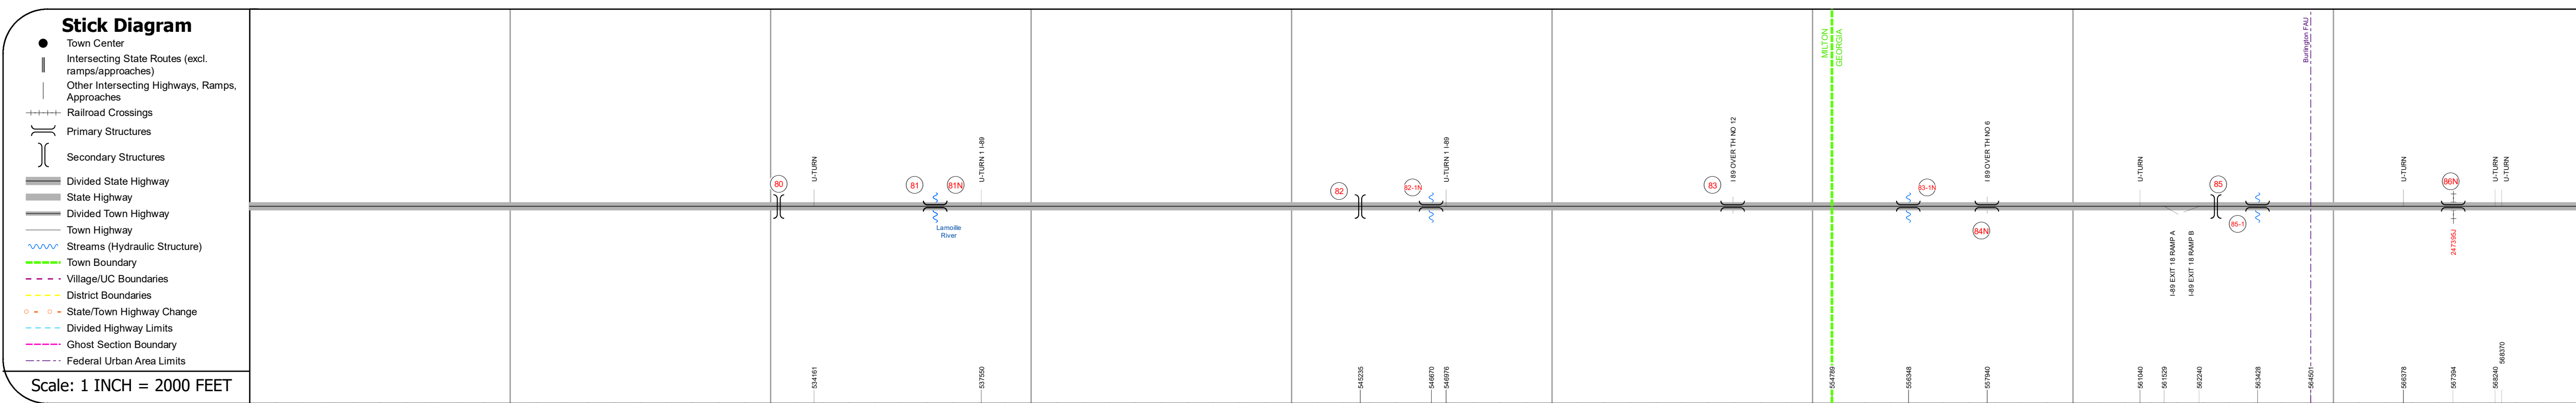 Stick Diagram
Town Center
Intersecting State Routes (excl.
ramps/approaches)
Other Intersecting Highways, Ramps,
Approaches
Railroad Crossings
Primary Structures
Secondary Structures
Divided State Highway
State Highway
Divided Town Highway
Town Highway
Streams (Hydraulic Structure)
Town Boundary
Village/UC Boundaries
District Boundaries
State/Town Highway Change
Divided Highway Limits
Ghost Section Boundary
Federal Urban Area Limits
Scale: 1 INCH = 2000 FEET
80
U-TURN
534161
81
Lamoille
River
81N
U-TURN 1 I-89
537550
82
545235
82-1N
546670
U-TURN 1 I-89
546976
83
I 89 OVER TH NO 12
MILTON
GEORGIA
554789
83-1N
556348
84N
I 89 OVER TH NO 6
557940
U-TURN
561040
I-89 EXIT 18 RAMP A
561529
I-89 EXIT 18 RAMP B
562240
85
85-1
563428
Burlington FAU
564501
U-TURN
566378
86N
247395J
567394
U-TURN
568240
U-TURN
568370